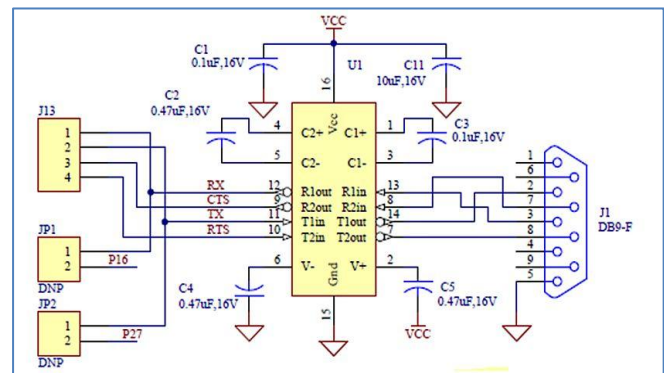 VCC
C1
0.1uF,16V
U1
C11
10uF,16V
16
Vcc
J13
1
2
3
4
C2
0.47uF,16V
4
C2+
C1+
1
C3
0.1uF,16V
5
C2-
C1-
3
RX
12
R1out
R1in
13
CTS
9
R2out
R2in
8
TX
11
T1in
T1out
14
RTS
10
T2in
T2out
7
1
6
2
7
3
8
4
9
5
J1
DB9-F
JP1
1
2
P16
DNP
6
V-
V+
2
Gnd
15
C4
0.47uF,16V
C5
0.47uF,16V
VCC
JP2
1
2
P27
DNP